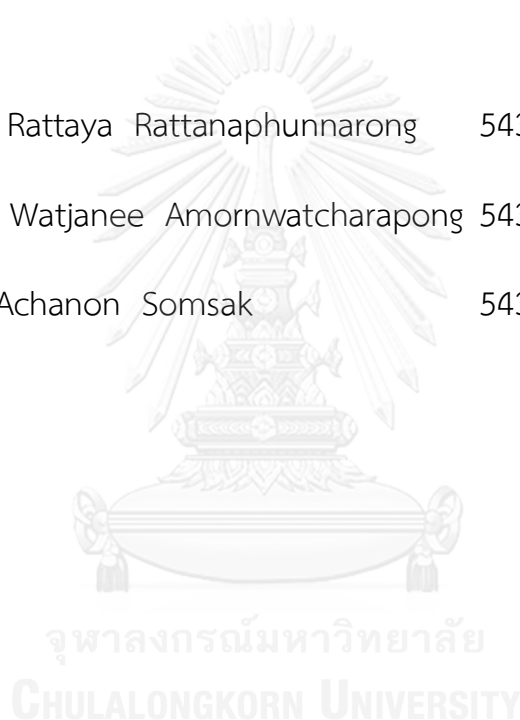 Rattaya Rattanaphunnarong 543
Watjanee Amornwatcharapong 543
Achanon Somsak 543
จุฬาลงกรณ์มหาวิทยาลัย
CHULALONGKORN UNIVERSITY